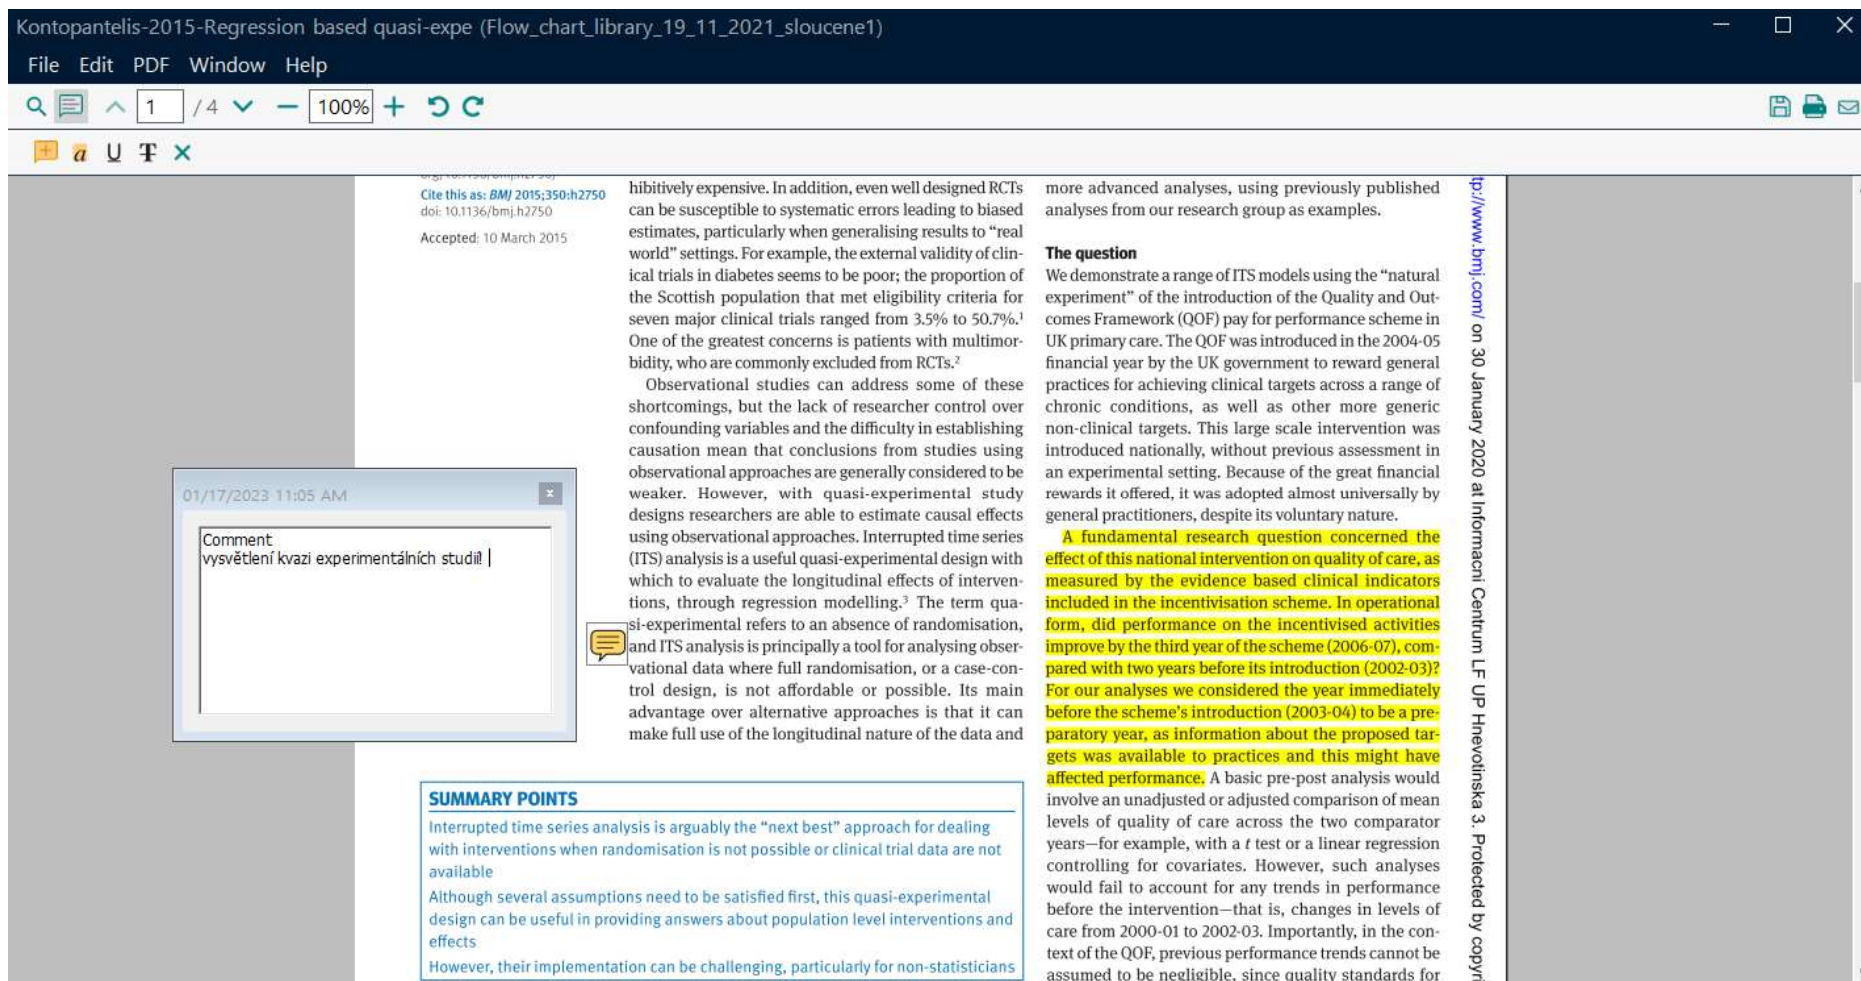 Kontopantelis-2015-Regression based quasi-expe (Flow_chart_library_19_11_2021_sloucene1)
File Edit PDF Window Help
1 / 4 100%
a U T
Cite this as: BMJ 2015;350:h2750
doi: 10.1136/bmj.h2750
Accepted: 10 March 2015
01/17/2023 11:05 AM
x
Comment
vysvětlení kvazi experimentálních studií!
hibitively expensive. In addition, even well designed RCTs
can be susceptible to systematic errors leading to biased
estimates, particularly when generalising results to “real
world” settings. For example, the external validity of clin-
ical trials in diabetes seems to be poor; the proportion of
the Scottish population that met eligibility criteria for
seven major clinical trials ranged from 3.5% to 50.7%.1
One of the greatest concerns is patients with multimor-
bidity, who are commonly excluded from RCTs.2
Observational studies can address some of these
shortcomings, but the lack of researcher control over
confounding variables and the difficulty in establishing
causation mean that conclusions from studies using
observational approaches are generally considered to be
weaker. However, with quasi-experimental study
designs researchers are able to estimate causal effects
using observational approaches. Interrupted time series
(ITS) analysis is a useful quasi-experimental design with
which to evaluate the longitudinal effects of interven-
tions, through regression modelling.3 The term qua-
si-experimental refers to an absence of randomisation,
and ITS analysis is principally a tool for analysing obser-
vational data where full randomisation, or a case-con-
trol design, is not affordable or possible. Its main
advantage over alternative approaches is that it can
make full use of the longitudinal nature of the data and
SUMMARY POINTS
Interrupted time series analysis is arguably the “next best” approach for dealing
with interventions when randomisation is not possible or clinical trial data are not
available
Although several assumptions need to be satisfied first, this quasi-experimental
design can be useful in providing answers about population level interventions and
effects
However, their implementation can be challenging, particularly for non-statisticians
more advanced analyses, using previously published
analyses from our research group as examples.
The question
We demonstrate a range of ITS models using the “natural
experiment” of the introduction of the Quality and Out-
comes Framework (QOF) pay for performance scheme in
UK primary care. The QOF was introduced in the 2004-05
financial year by the UK government to reward general
practices for achieving clinical targets across a range of
chronic conditions, as well as other more generic
non-clinical targets. This large scale intervention was
introduced nationally, without previous assessment in
an experimental setting. Because of the great financial
rewards it offered, it was adopted almost universally by
general practitioners, despite its voluntary nature.
A fundamental research question concerned the
effect of this national intervention on quality of care, as
measured by the evidence based clinical indicators
included in the incentivisation scheme. In operational
form, did performance on the incentivised activities
improve by the third year of the scheme (2006-07), com-
pared with two years before its introduction (2002-03)?
For our analyses we considered the year immediately
before the scheme’s introduction (2003-04) to be a pre-
paratory year, as information about the proposed tar-
gets was available to practices and this might have
affected performance. A basic pre-post analysis would
involve an unadjusted or adjusted comparison of mean
levels of quality of care across the two comparator
years—for example, with a t test or a linear regression
controlling for covariates. However, such analyses
would fail to account for any trends in performance
before the intervention—that is, changes in levels of
care from 2000-01 to 2002-03. Importantly, in the con-
text of the QOF, previous performance trends cannot be
assumed to be negligible, since quality standards for
tp://www.bmj.com/ on 30 January 2020 at Informacni Centrum LF UP Hnevotinska 3. Protected by copyri